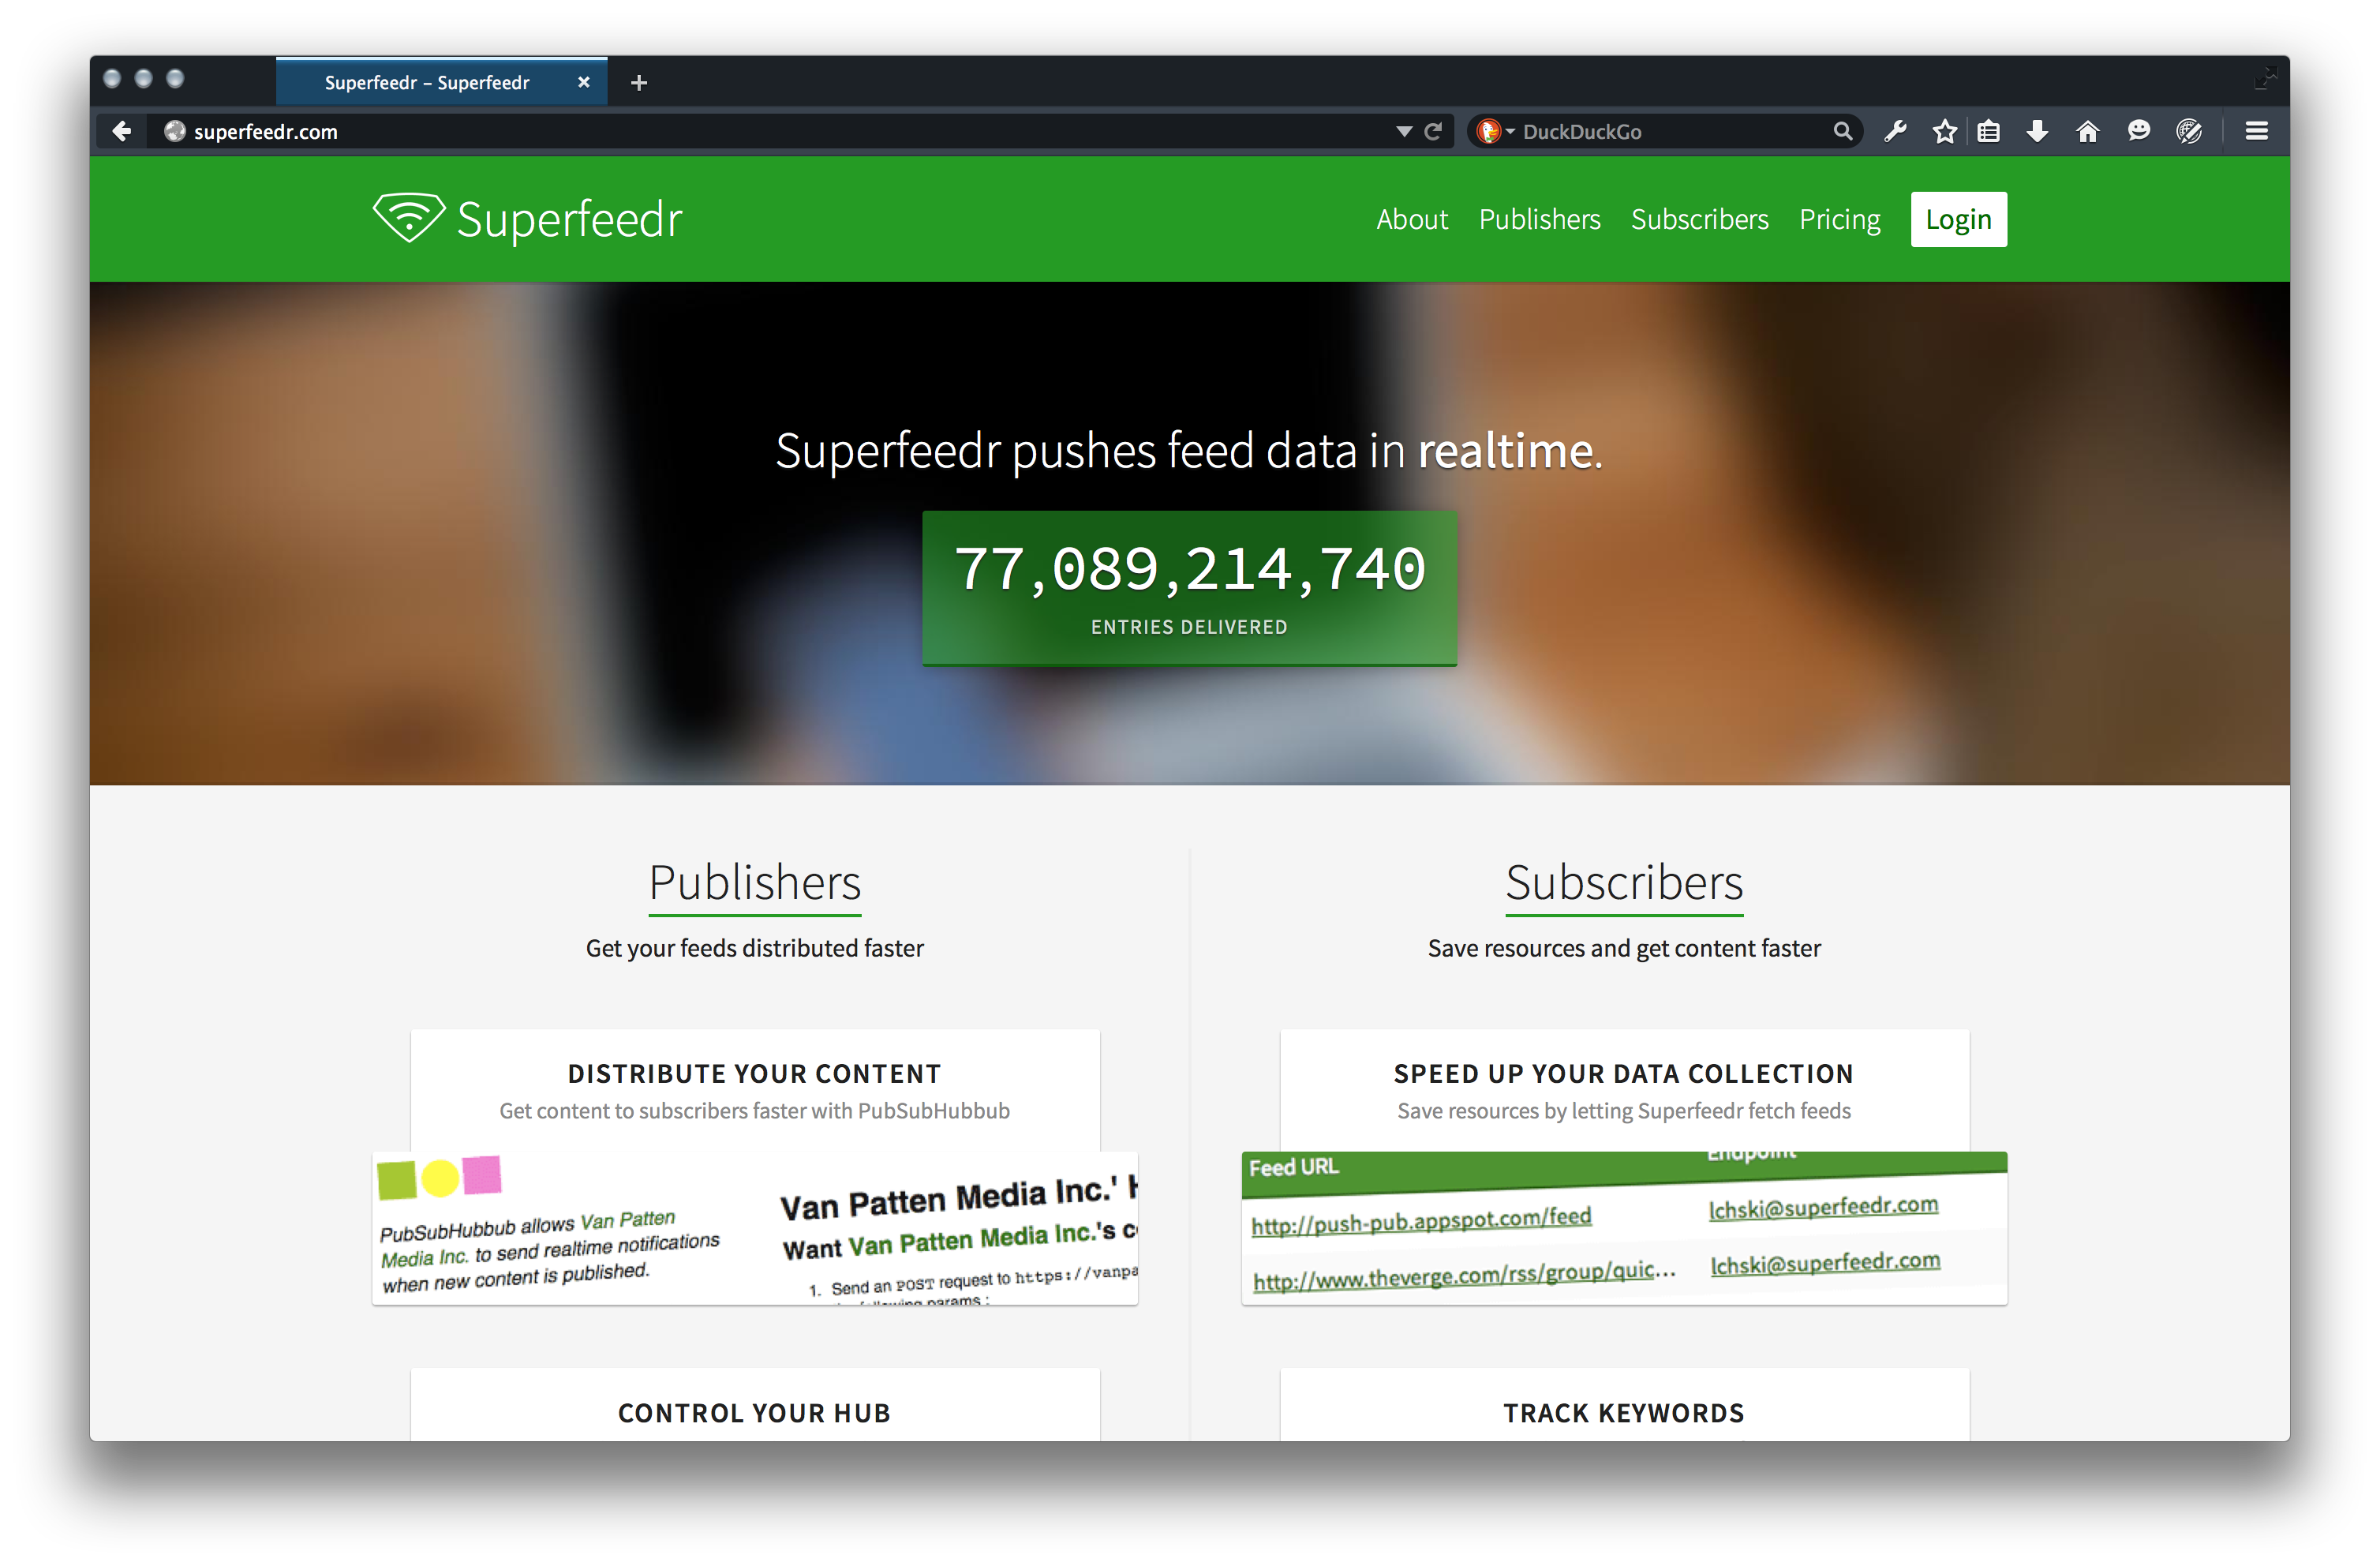 Superfeedr – Superfeedr
superfeedr.com
DuckDuckGo
Superfeedr
About
Publishers
Subscribers
Pricing
Login
Superfeedr pushes feed data in realtime.
77,089,214,740
ENTRIES DELIVERED
Publishers
Get your feeds distributed faster
DISTRIBUTE YOUR CONTENT
Get content to subscribers faster with PubSubHubbub
PubSubHubbub allows Van Patten
Media Inc. to send realtime notifications
when new content is published.
Van Patten Media Inc.' H
Want Van Patten Media Inc.'s c
1. Send an POST request to https://vanpa
the following params :
CONTROL YOUR HUB
Subscribers
Save resources and get content faster
SPEED UP YOUR DATA COLLECTION
Save resources by letting Superfeedr fetch feeds
Feed URL
Endpoint
http://push-pub.appspot.com/feed
lchski@superfeedr.com
http://www.theverge.com/rss/group/quic...
lchski@superfeedr.com
TRACK KEYWORDS